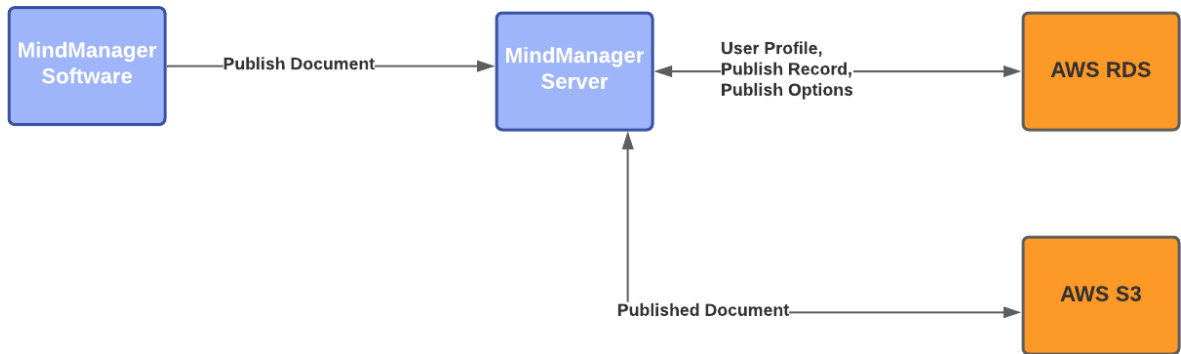 MindManager
Software
Publish Document
MindManager
Server
User Profile,
Publish Record,
Publish Options
AWS RDS
Published Document
AWS S3